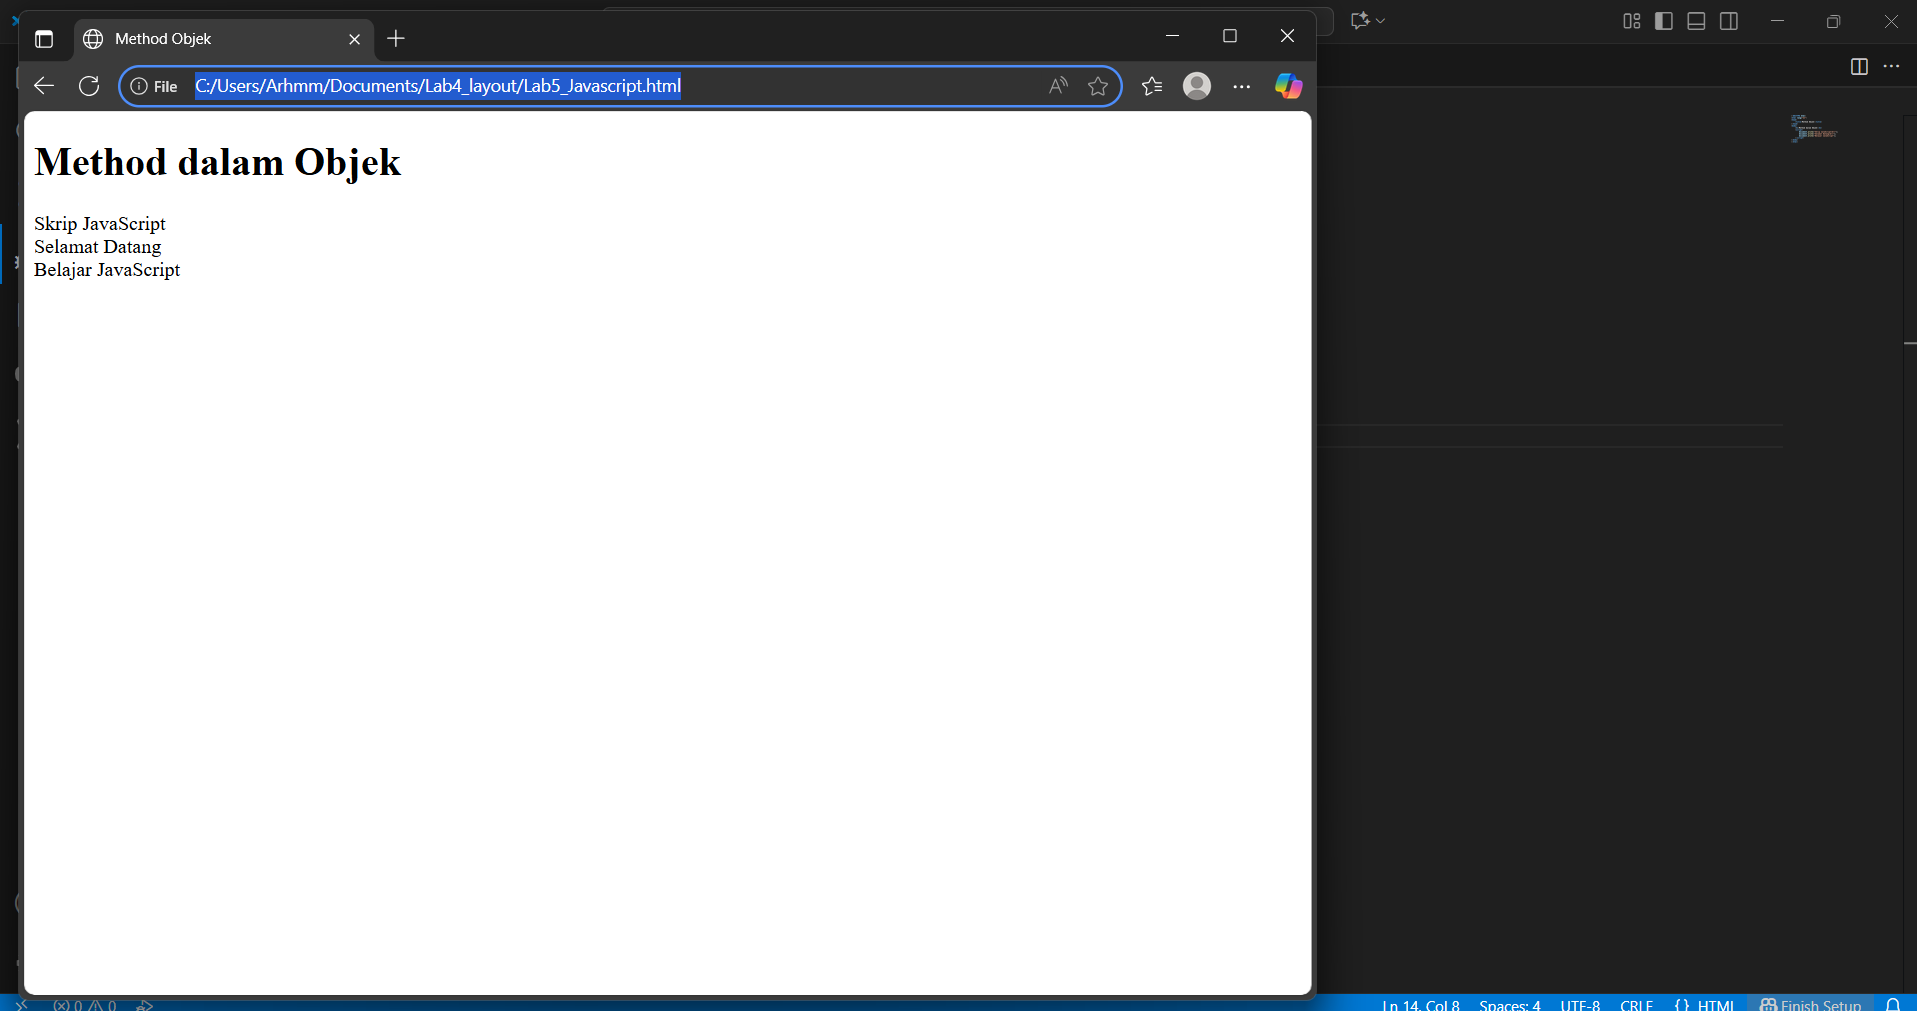 Method Objek
File C:/Users/Arhmm/Documents/Lab4_layout/Lab5_Javascript.html
Method dalam Objek
Skrip JavaScript
Selamat Datang
Belajar JavaScript
0 0 Ln 14, Col 8 Spaces: 4 UTF-8 CRLF {} HTML Finish Setup